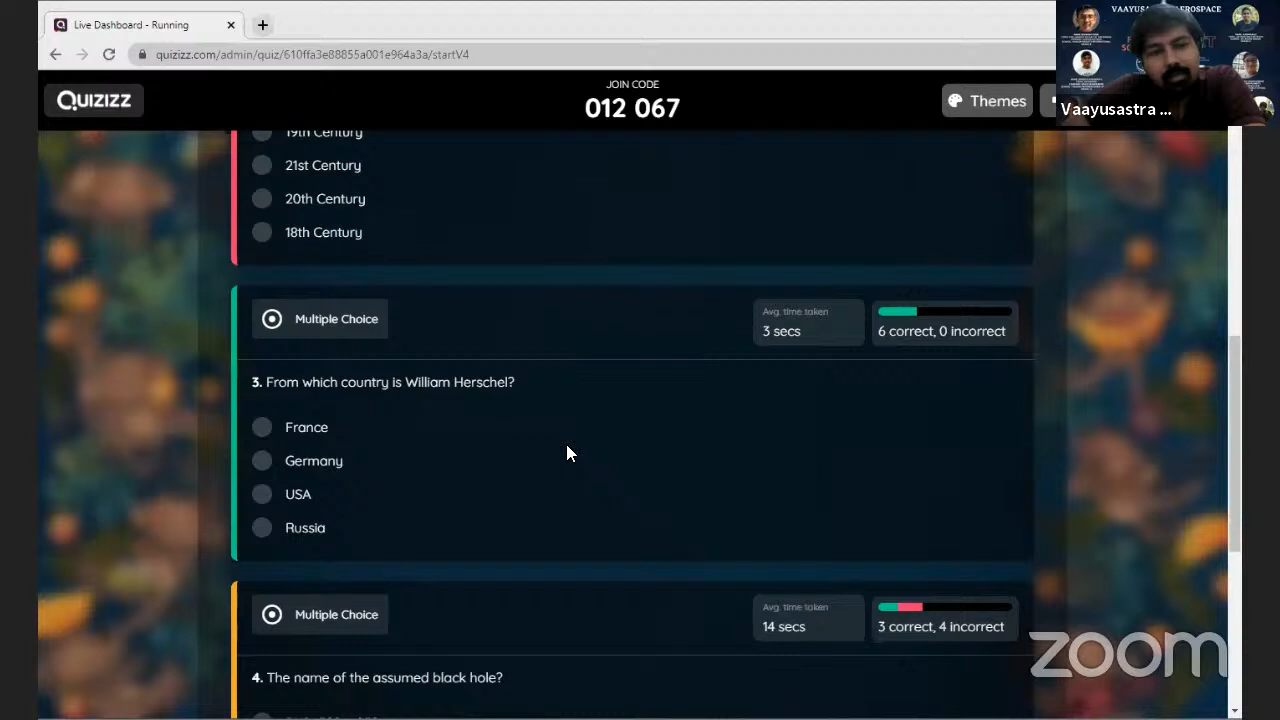 Live Dashboard - Running
quizizz.com/admin/quiz/
QUIZIZZ
JOIN CODE
012 067
Themes
Vaayusastra ...
19th Century
21st Century
20th Century
18th Century
Multiple Choice
Avg. time taken
3 secs
6 correct, 0 incorrect
3. From which country is William Herschel?
France
Germany
USA
Russia
Multiple Choice
Avg. time taken
14 secs
3 correct, 4 incorrect
4. The name of the assumed black hole?
zoom